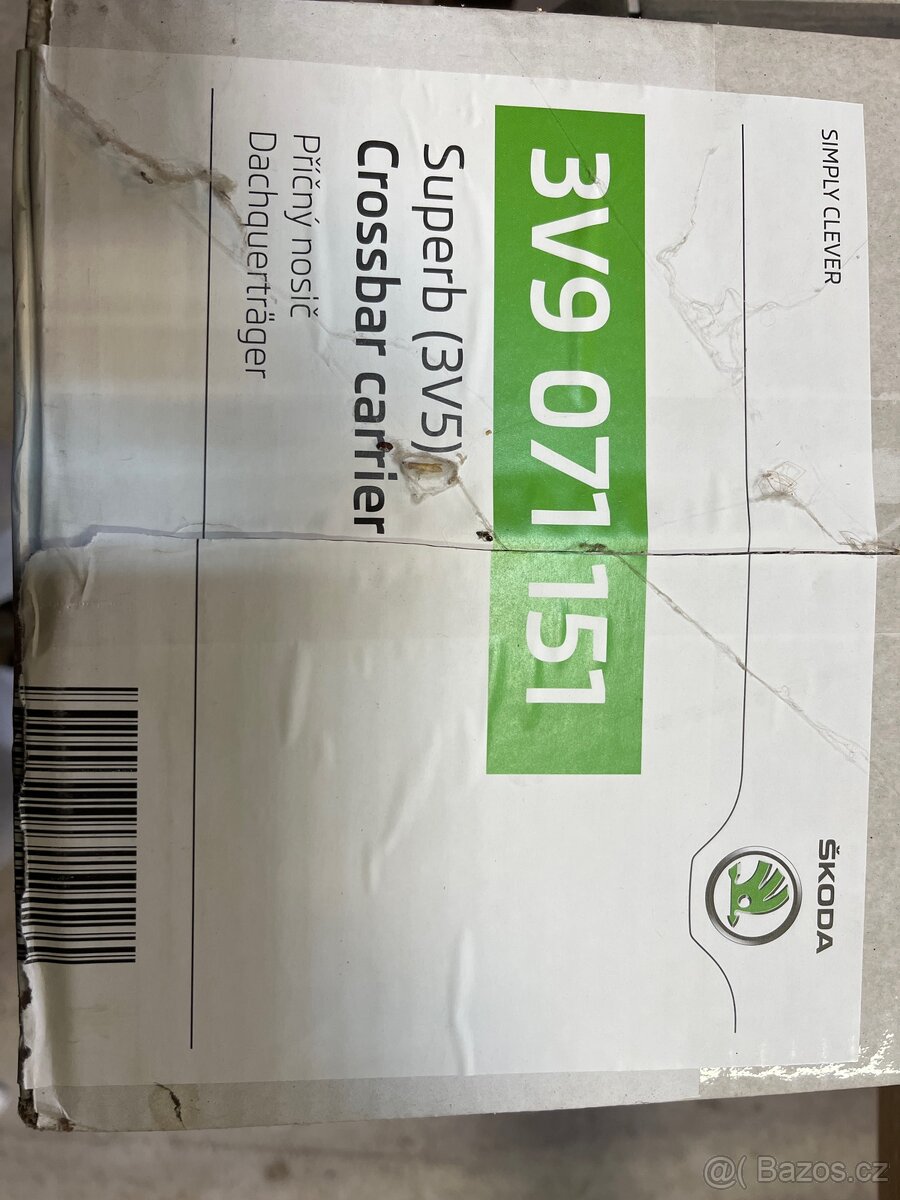 SIMPLY CLEVER
ŠKODA
3V9 071 151
Superb (3V5)
Crossbar carrier
Příčný nosič
Dachquerträger
@( Bazos.cz